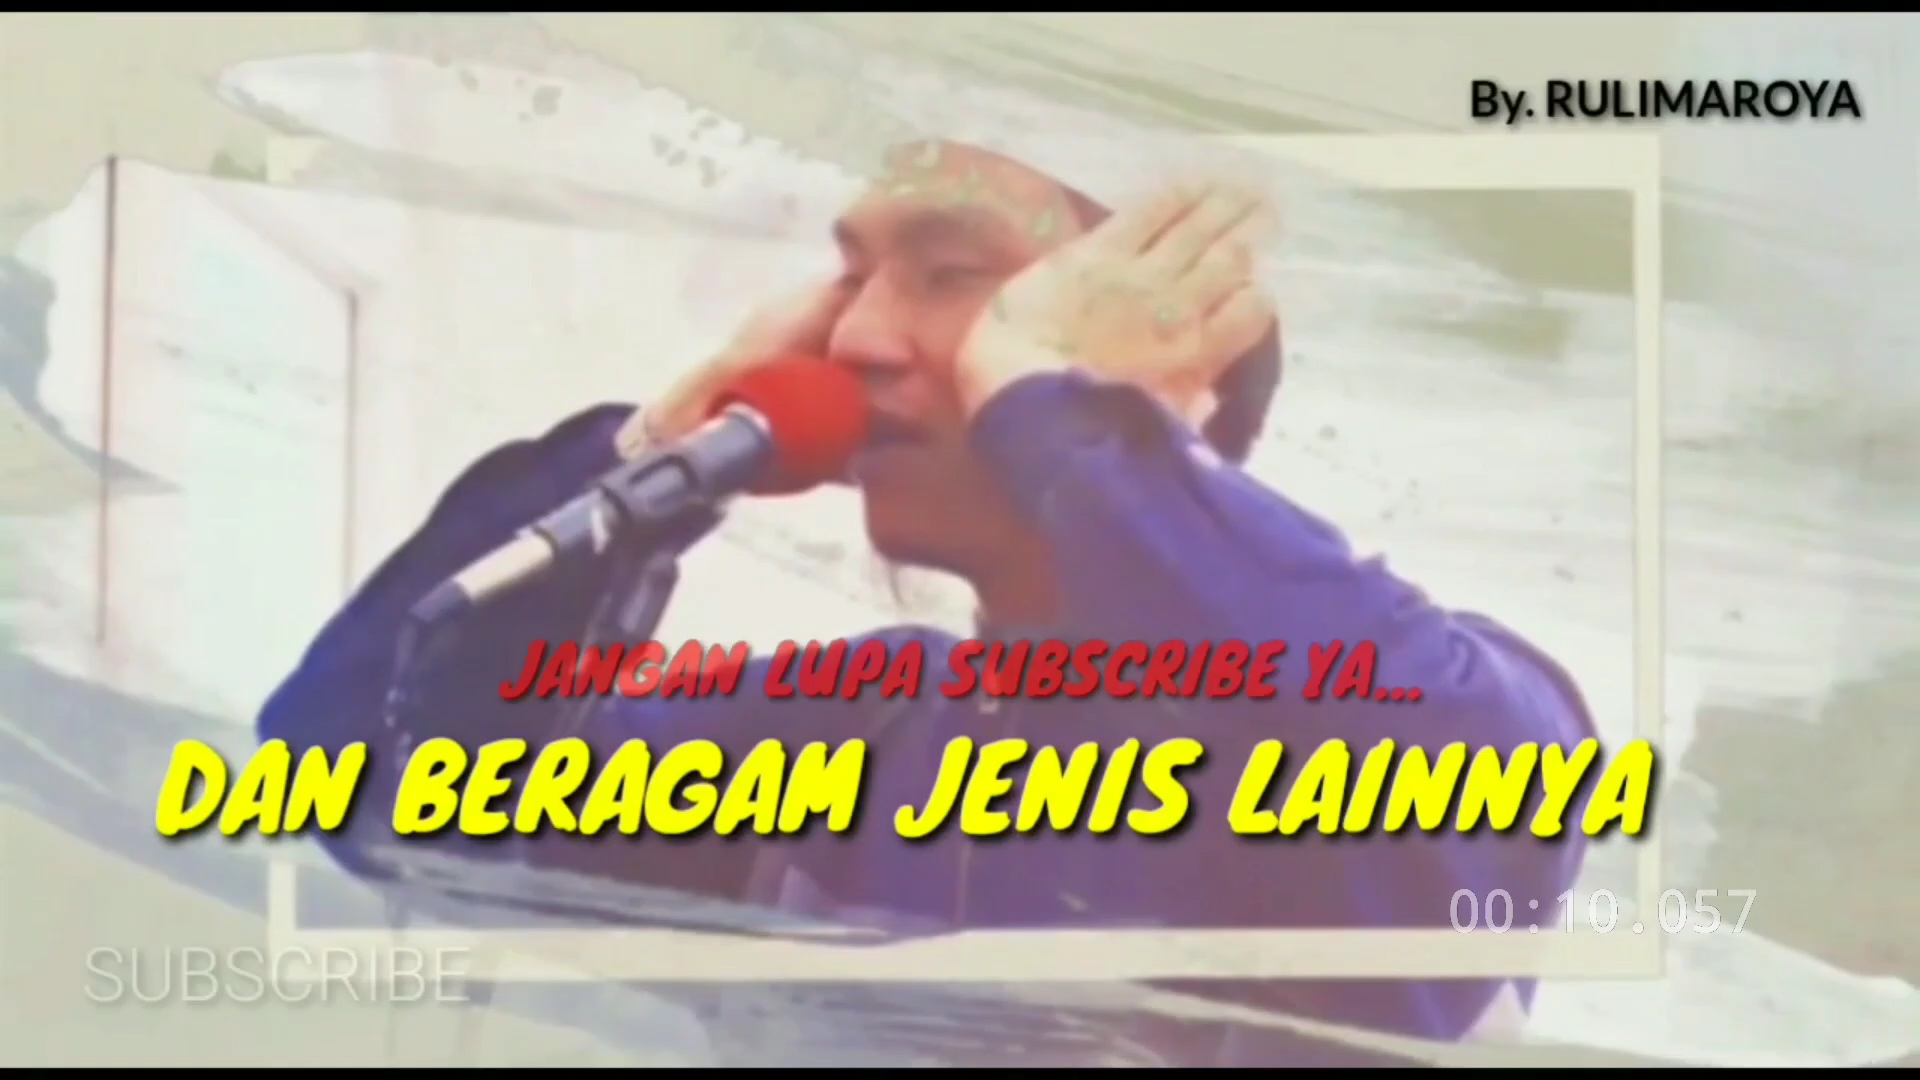 By. RULIMAROYA
JANGAN LUPA SUBSCRIBE YA...
DAN BERAGAM JENIS LAINNYA
00:10.057
SUBSCRIBE